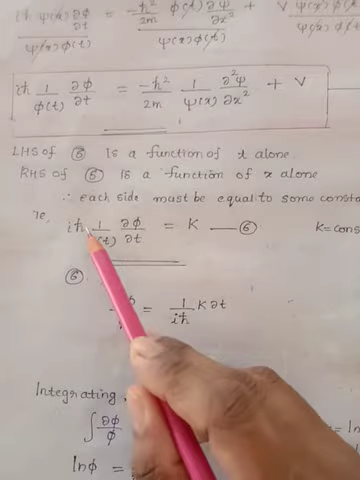 iħ ψ(x) ∂φ/∂t / ψ(x)φ(t) = -ħ²/2m φ(t) ∂²ψ/∂x² / ψ(x)φ(t) + V ψ(x)φ(t) / ψ(x)φ(t)
iħ 1/φ(t) ∂φ/∂t = -ħ²/2m 1/ψ(x) ∂²ψ/∂x² + V
LHS of ⑤ is a function of t alone.
RHS of ⑤ is a function of x alone
∴ each side must be equal to some consta
ie, iħ 1/φ(t) ∂φ/∂t = K — ⑥ K = cons
⑥
= 1/iħ K ∂t
Integrating
∫ ∂φ/φ = ln
lnφ =